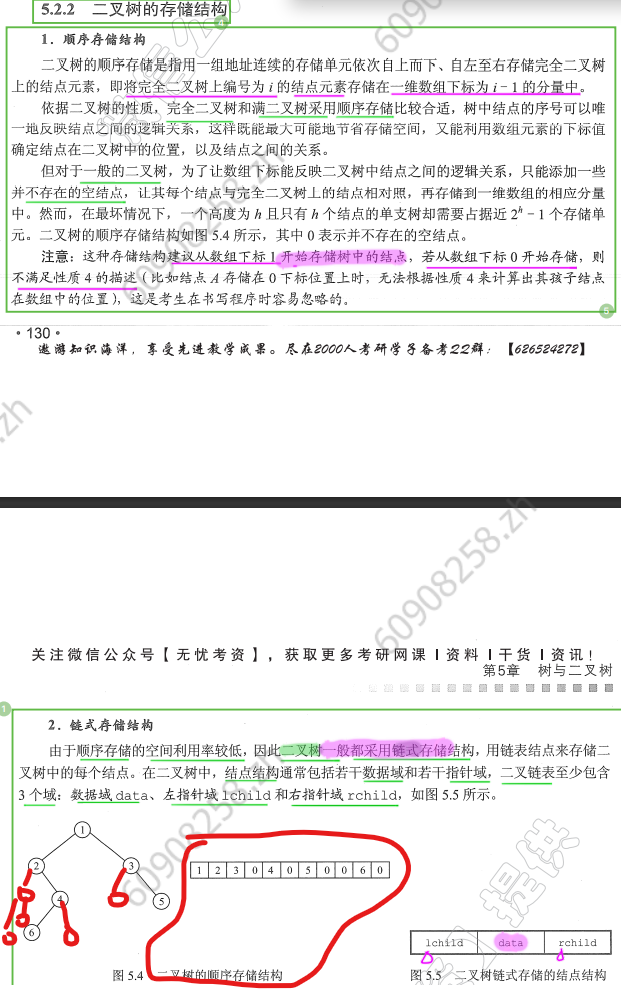 5.2.2 二叉树的存储结构
4
1．顺序存储结构
二叉树的顺序存储是指用一组地址连续的存储单元依次自上而下、自左至右存储完全二叉树
上的结点元素，即将完全二叉树上编号为 i 的结点元素存储在一维数组下标为 i－1 的分量中。
依据二叉树的性质，完全二叉树和满二叉树采用顺序存储比较合适，树中结点的序号可以唯
一地反映结点之间的逻辑关系，这样既能最大可能地节省存储空间，又能利用数组元素的下标值
确定结点在二叉树中的位置，以及结点之间的关系。
但对于一般的二叉树，为了让数组下标能反映二叉树中结点之间的逻辑关系，只能添加一些
并不存在的空结点，让其每个结点与完全二叉树上的结点相对照，再存储到一维数组的相应分量
中。然而，在最坏情况下，一个高度为 h 且只有 h 个结点的单支树却需要占据近 2^h－1 个存储单
元。二叉树的顺序存储结构如图 5.4 所示，其中 0 表示并不存在的空结点。
注意：这种存储结构建议从数组下标 1 开始存储树中的结点，若从数组下标 0 开始存储，则
不满足性质 4 的描述（比如结点 A 存储在 0 下标位置上时，无法根据性质 4 来计算出其孩子结点
在数组中的位置），这是考生在书写程序时容易忽略的。
5
• 130 •
遨游知识海洋，享受先进教学成果。尽在2000人考研学子备考22群：【626524272】
.zh
60908258.zh
关注微信公众号【无忧考资】，获取更多考研网课 | 资料 | 干货 | 资讯！
第5章 树与二叉树
1
2．链式存储结构
由于顺序存储的空间利用率较低，因此二叉树一般都采用链式存储结构，用链表结点来存储二
叉树中的每个结点。在二叉树中，结点结构通常包括若干数据域和若干指针域，二叉链表至少包含
3 个域：数据域 data、左指针域 lchild 和右指针域 rchild，如图 5.5 所示。
1
2 3
4 5
6
1 2 3 0 4 0 5 0 0 6 0
lchild data rchild
图 5.4 二叉树的顺序存储结构
图 5.5 二叉树链式存储的结点结构
60908258.zh
60908258.zh
提供